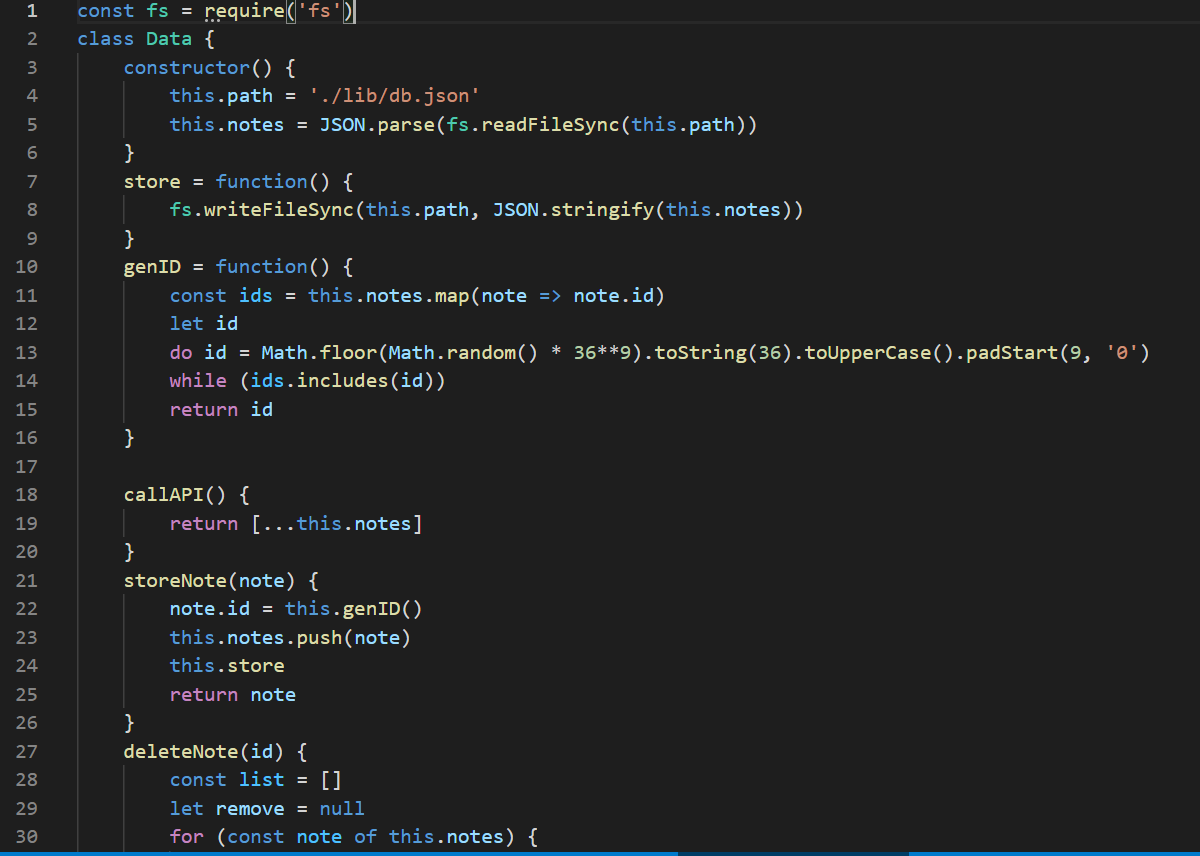 1 const fs = require('fs')
2 class Data {
3 constructor() {
4 this.path = './lib/db.json'
5 this.notes = JSON.parse(fs.readFileSync(this.path))
6 }
7 store = function() {
8 fs.writeFileSync(this.path, JSON.stringify(this.notes))
9 }
10 genID = function() {
11 const ids = this.notes.map(note => note.id)
12 let id
13 do id = Math.floor(Math.random() * 36**9).toString(36).toUpperCase().padStart(9, '0')
14 while (ids.includes(id))
15 return id
16 }
17
18 callAPI() {
19 return [...this.notes]
20 }
21 storeNote(note) {
22 note.id = this.genID()
23 this.notes.push(note)
24 this.store
25 return note
26 }
27 deleteNote(id) {
28 const list = []
29 let remove = null
30 for (const note of this.notes) {